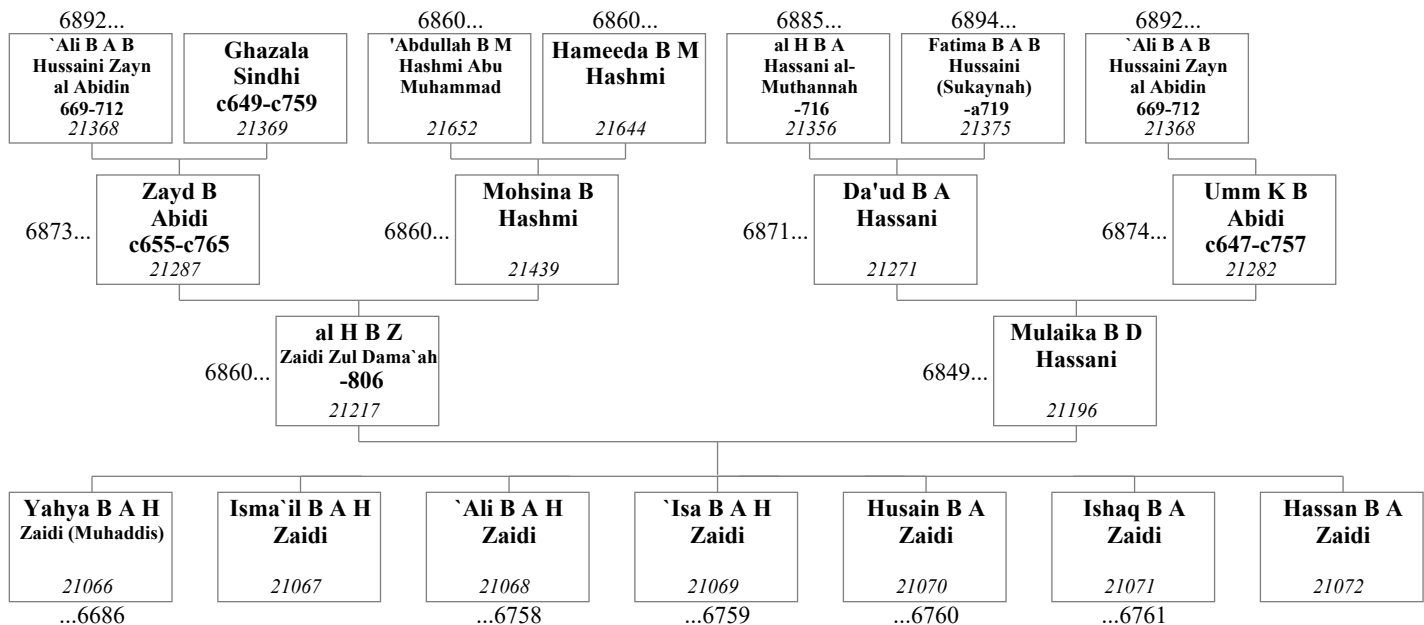 6892...
6860...
6860...
6885...
6894...
6892...
`Ali B A B
Hussaini Zayn
al Abidin
669-712
21368
Ghazala
Sindhi
c649-c759
21369
'Abdullah B M
Hashmi Abu
Muhammad
21652
Hameeda B M
Hashmi
21644
al H B A
Hassani al-
Muthannah
-716
21356
Fatima B A B
Hussaini
(Sukaynah)
-a719
21375
`Ali B A B
Hussaini Zayn
al Abidin
669-712
21368
6873...
Zayd B
Abidi
c655-c765
21287
6860...
Mohsina B
Hashmi
21439
6871...
Da'ud B A
Hassani
21271
6874...
Umm K B
Abidi
c647-c757
21282
6860...
al H B Z
Zaidi Zul Dama`ah
-806
21217
6849...
Mulaika B D
Hassani
21196
Yahya B A H
Zaidi (Muhaddis)
21066
...6686
Isma`il B A H
Zaidi
21067
`Ali B A H
Zaidi
21068
...6758
`Isa B A H
Zaidi
21069
...6759
Husain B A
Zaidi
21070
...6760
Ishaq B A
Zaidi
21071
...6761
Hassan B A
Zaidi
21072